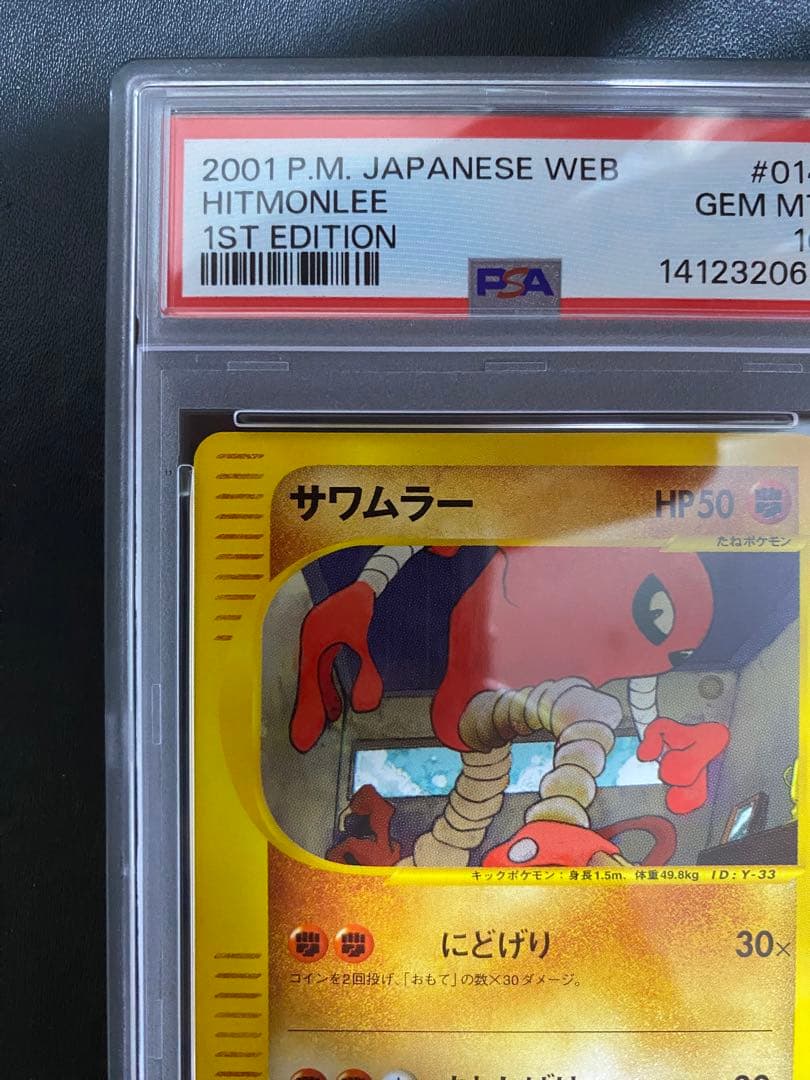 2001 P.M. JAPANESE WEB #014
HITMONLEE GEM MT
1ST EDITION
PSA 14123206
サワムラー HP50
たねポケモン
キックポケモン：身長1.5m、体重49.8kg ID:Y-33
にどげり 30×
コインを2回投げ、「おもて」の数×30ダメージ。